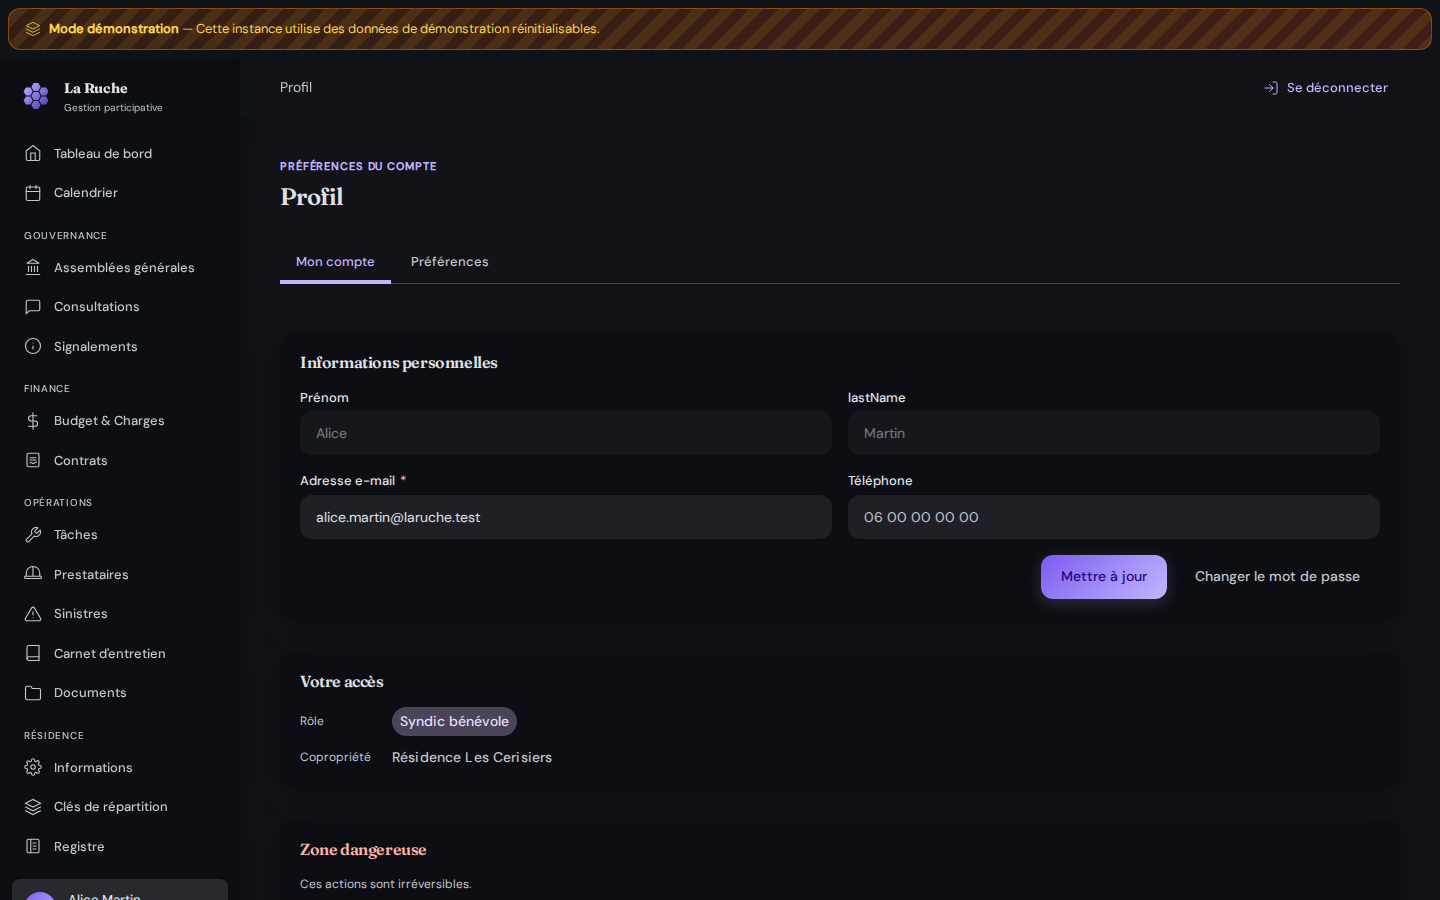 Mode démonstration — Cette instance utilise des données de démonstration réinitialisables.
La Ruche
Gestion participative
Tableau de bord
Calendrier
GOUVERNANCE
Assemblées générales
Consultations
Signalements
FINANCE
Budget & Charges
Contrats
OPÉRATIONS
Tâches
Prestataires
Sinistres
Carnet d'entretien
Documents
RÉSIDENCE
Informations
Clés de répartition
Registre
Alice Martin
Profil
Se déconnecter
PRÉFÉRENCES DU COMPTE
Profil
Mon compte
Préférences
Informations personnelles
Prénom
Alice
lastName
Martin
Adresse e-mail *
alice.martin@laruche.test
Téléphone
06 00 00 00 00
Mettre à jour
Changer le mot de passe
Votre accès
Rôle
Syndic bénévole
Copropriété
Résidence Les Cerisiers
Zone dangereuse
Ces actions sont irréversibles.